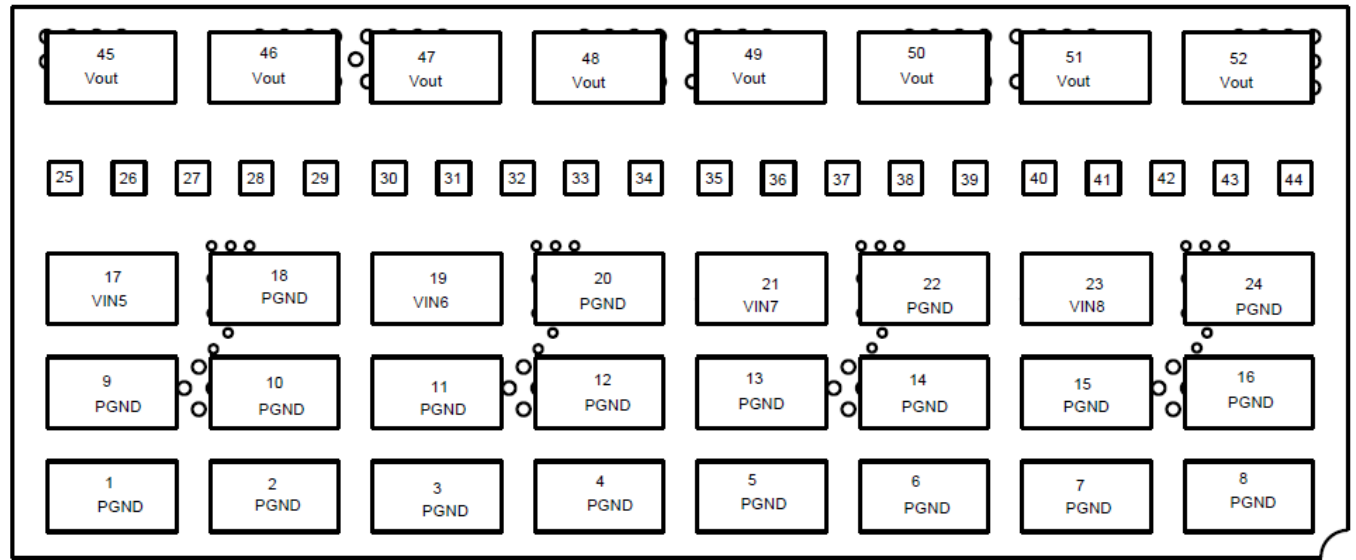 45 46 47 48 49 50 51 52
Vout Vout Vout Vout Vout Vout Vout Vout
25 26 27 28 29 30 31 32 33 34 35 36 37 38 39 40 41 42 43 44
17 18 19 20 21 22 23 24
VIN5 PGND VIN6 PGND VIN7 PGND VIN8 PGND
9 10 11 12 13 14 15 16
PGND PGND PGND PGND PGND PGND PGND PGND
1 2 3 4 5 6 7 8
PGND PGND PGND PGND PGND PGND PGND PGND